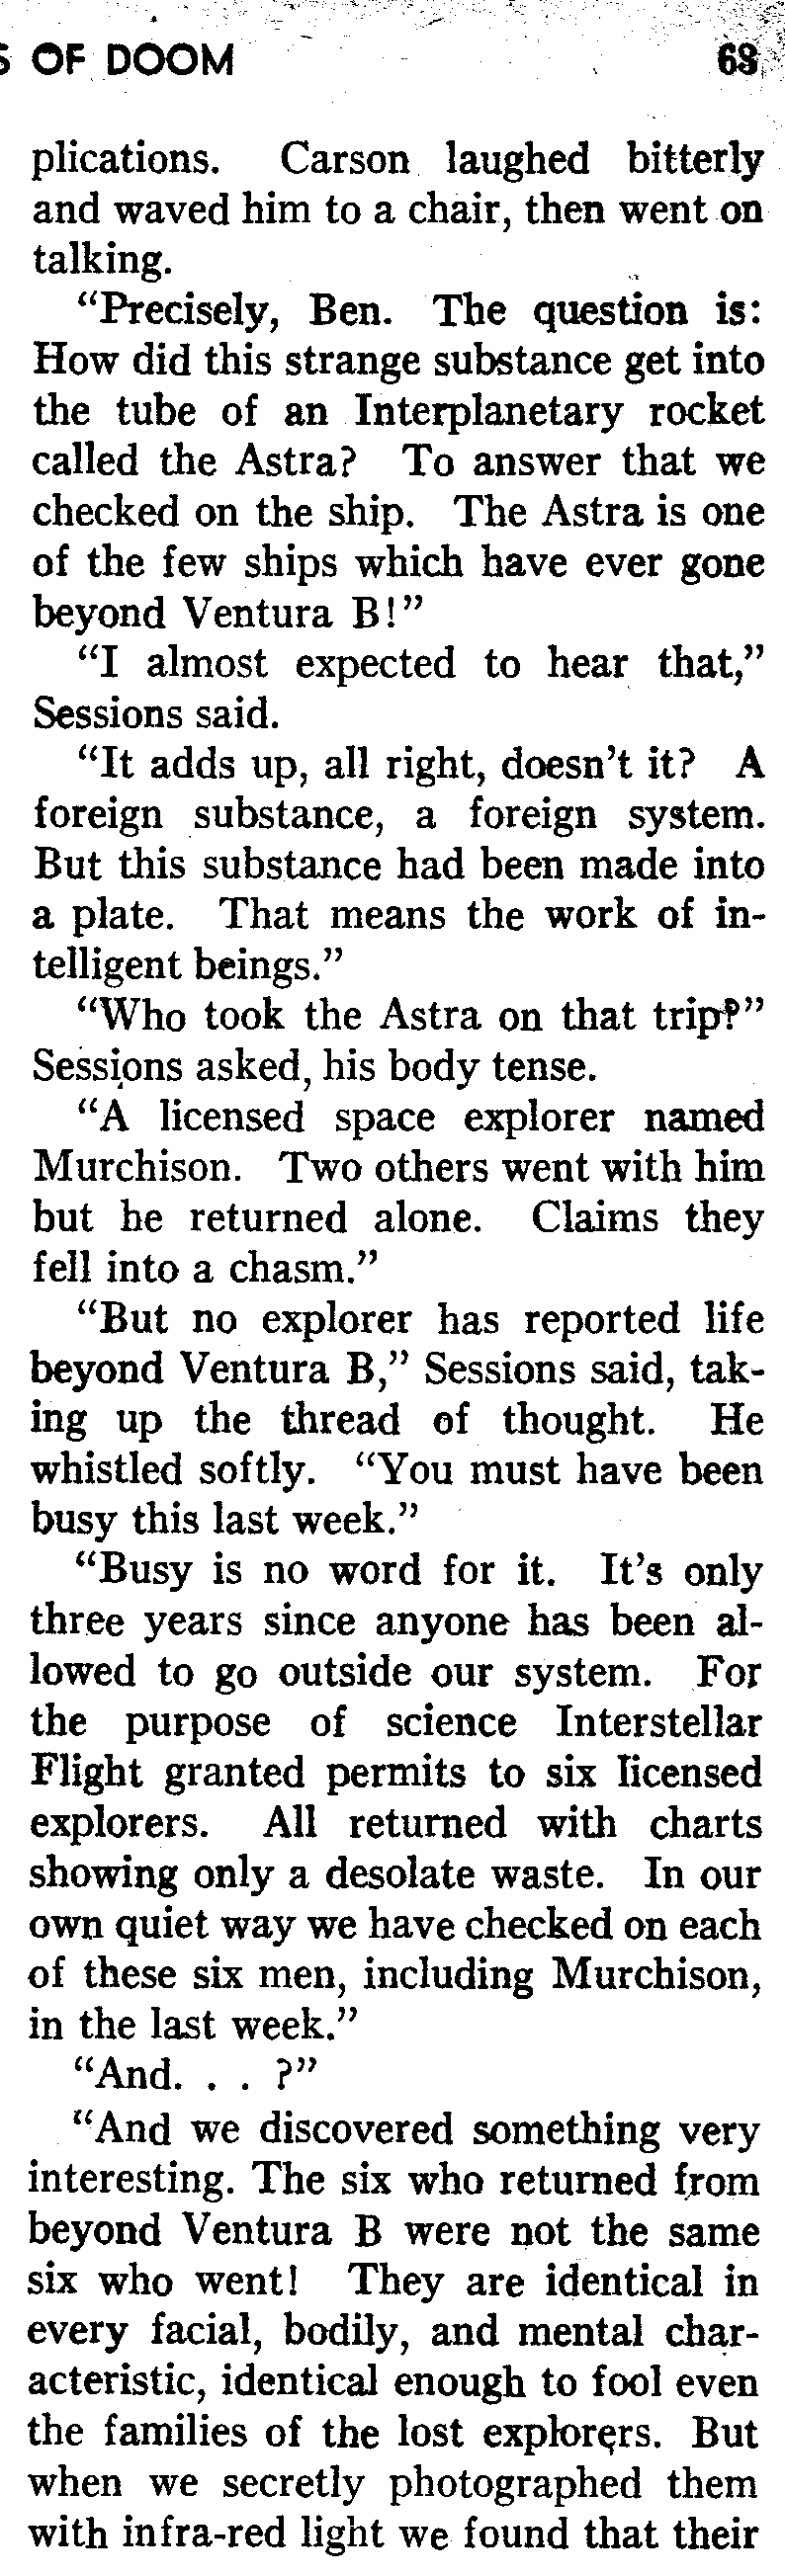 OF DOOM
plications. Carson laughed bitterly
and waved him to a chair, then went on
talking.
“Precisely, Ben. The question is:
How did this strange substance get into
the tube of an Interplanetary rocket
called the Astra? To answer that we
checked on the ship. The Astra is one
of the few ships which have ever gone
beyond Ventura B!”
“I almost expected to hear that,”
Sessions said.
“It adds up, all right, doesn’t it? A
foreign substance, a foreign system.
But this substance had been made into
a plate. That means the work of in-
telligent beings.”
“Who took the Astra on that trip?”
Sessions asked, his body tense.
“A licensed space explorer named
Murchison. Two others went with him
but he returned alone. Claims they
fell into a chasm.”
“But no explorer has reported life
beyond Ventura B,” Sessions said, tak-
ing up the thread of thought. He
whistled softly. “You must have been
busy this last week.”
“Busy is no word for it. It’s only
three years since anyone has been al-
lowed to go outside our system. For
the purpose of science Interstellar
Flight granted permits to six licensed
explorers. All returned with charts
showing only a desolate waste. In our
own quiet way we have checked on each
of these six men, including Murchison,
in the last week.”
“And. . . ?”
“And we discovered something very
interesting. The six who returned from
beyond Ventura B were not the same
six who went! They are identical in
every facial, bodily, and mental char-
acteristic, identical enough to fool even
the families of the lost explorers. But
when we secretly photographed them
with infra-red light we found that their